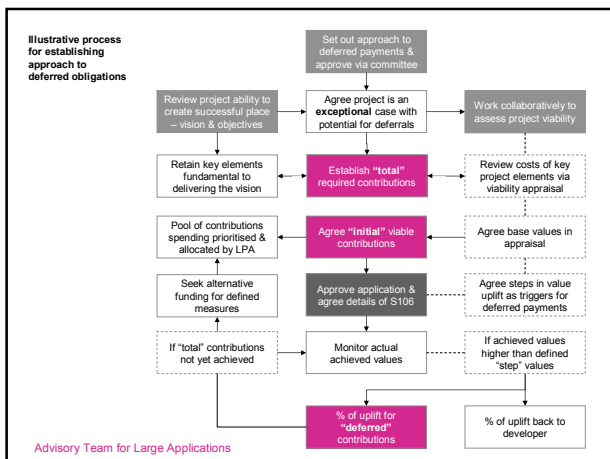 Illustrative process
for establishing
approach to
deferred obligations
Set out approach to
deferred payments &
approve via committee
Review project ability to
create successful place
– vision & objectives
Agree project is an
exceptional case with
potential for deferrals
Work collaboratively to
assess project viability
Retain key elements
fundamental to
delivering the vision
Establish “total”
required contributions
Review costs of key
project elements via
viability appraisal
Pool of contributions
spending prioritised &
allocated by LPA
Agree “initial” viable
contributions
Agree base values in
appraisal
Seek alternative
funding for defined
measures
Approve application &
agree details of S106
Agree steps in value
uplift as triggers for
deferred payments
If “total” contributions
not yet achieved
Monitor actual
achieved values
If achieved values
higher than defined
“step” values
% of uplift for
“deferred”
contributions
% of uplift back to
developer
Advisory Team for Large Applications